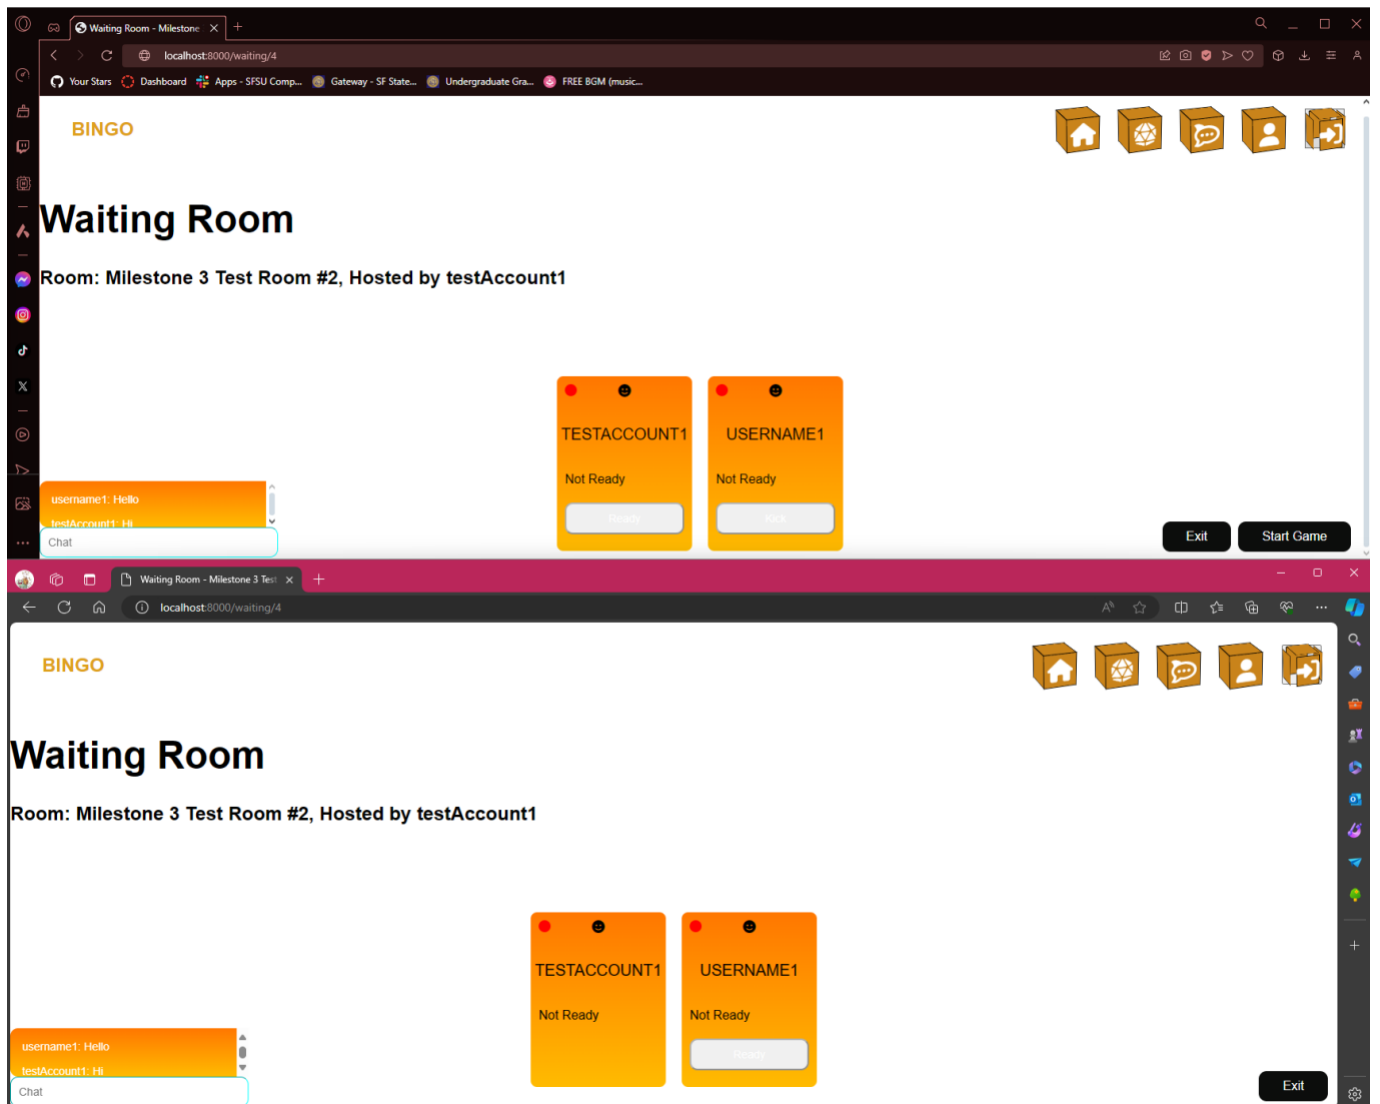 Waiting Room - Milestone
localhost:8000/waiting/4
Your Stars Dashboard Apps - SFSU Comp... Gateway - SF State... Undergraduate Gra... FREE BGM (music...
BINGO
Waiting Room
Room: Milestone 3 Test Room #2, Hosted by testAccount1
TESTACCOUNT1 USERNAME1
Not Ready Not Ready
Ready Kick
username1: Hello
testAccount1: Hi
Chat
Exit Start Game
Waiting Room - Milestone 3 Test
localhost:8000/waiting/4
BINGO
Waiting Room
Room: Milestone 3 Test Room #2, Hosted by testAccount1
TESTACCOUNT1 USERNAME1
Not Ready Not Ready
Ready
username1: Hello
testAccount1: Hi
Chat
Exit